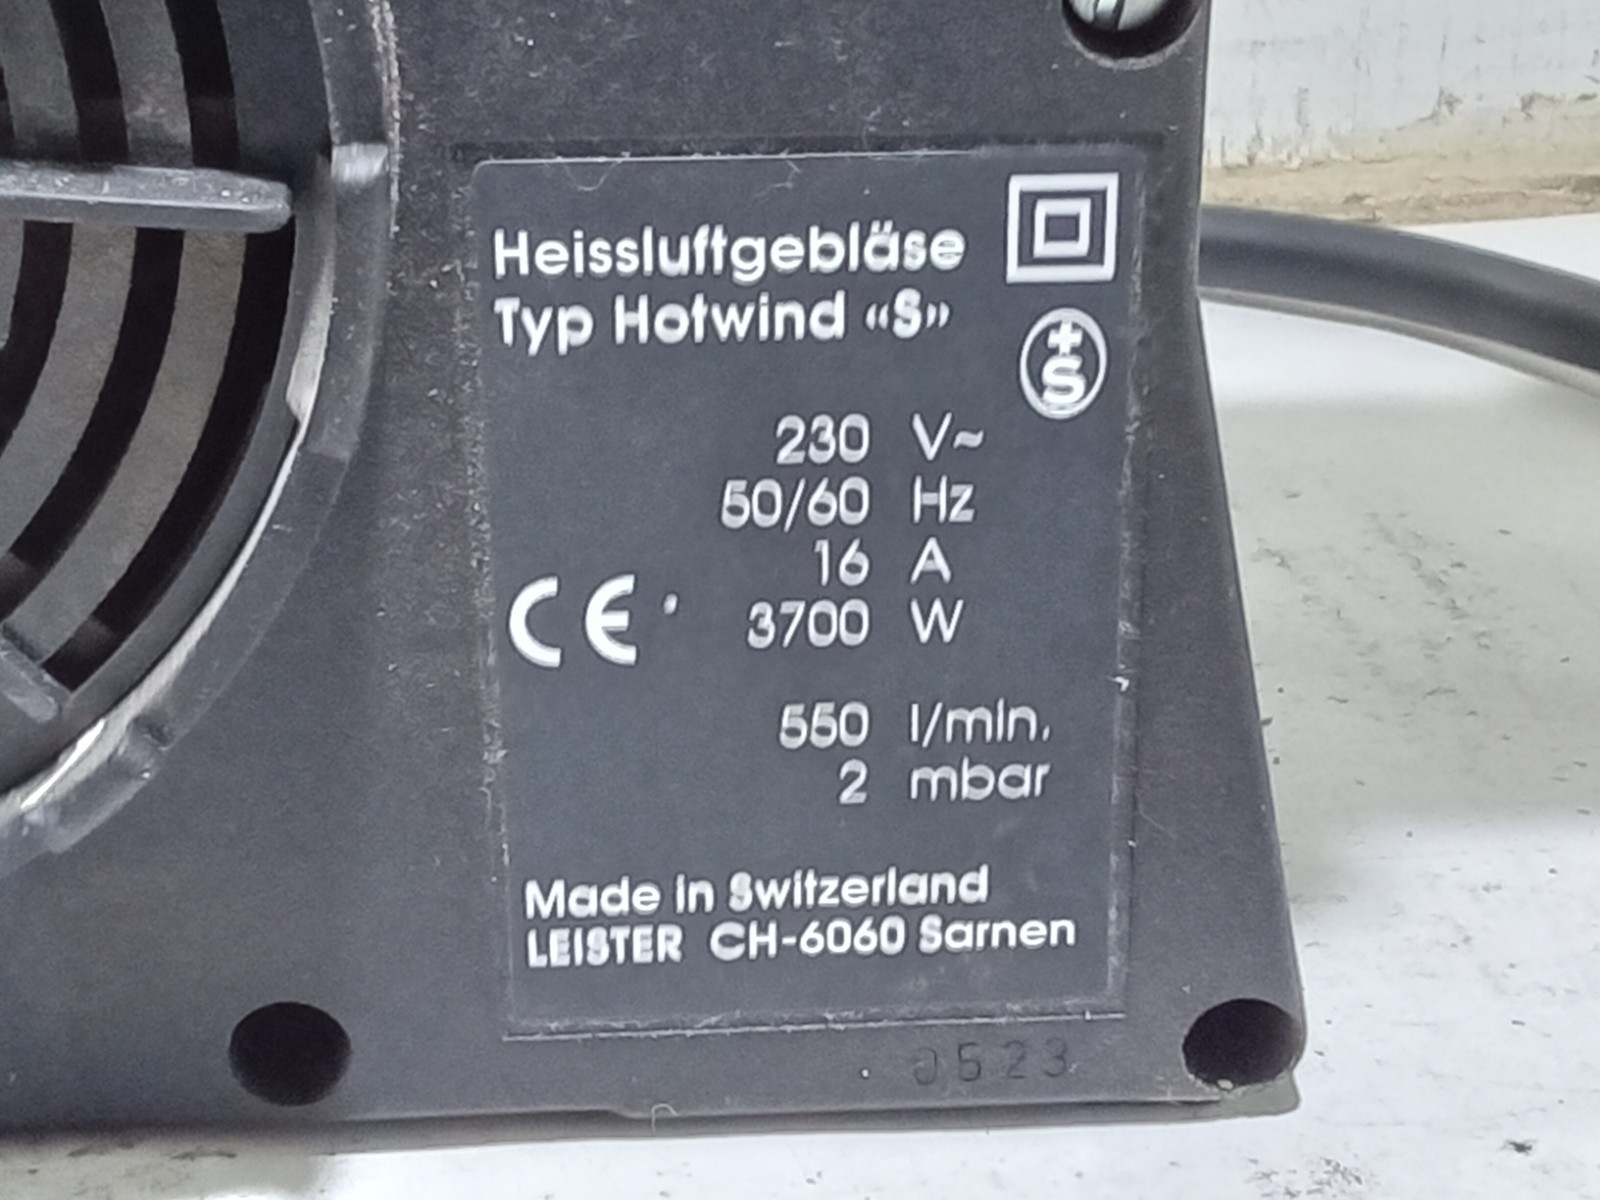 Heissluftgebläse
Typ Hotwind «S»
+S
230 V~
50/60 Hz
16 A
CE
3700 W
550 l/min.
2 mbar
Made in Switzerland
LEISTER CH-6060 Sarnen
0523